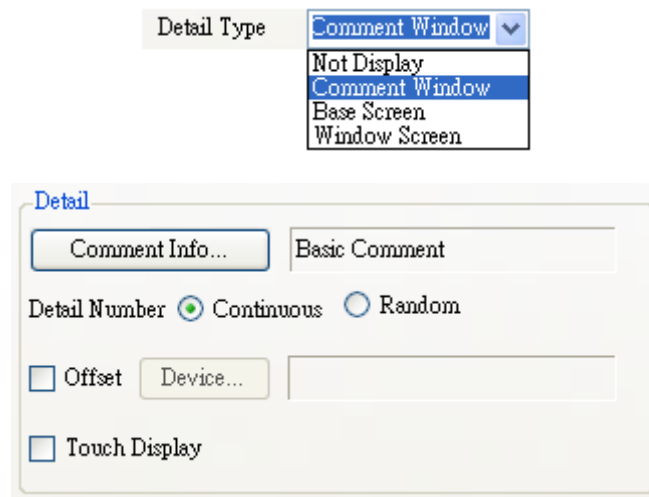 Detail Type Comment Window
Not Display
Comment Window
Base Screen
Window Screen
Detail
Comment Info... Basic Comment
Detail Number Continuous Random
Offset Device...
Touch Display